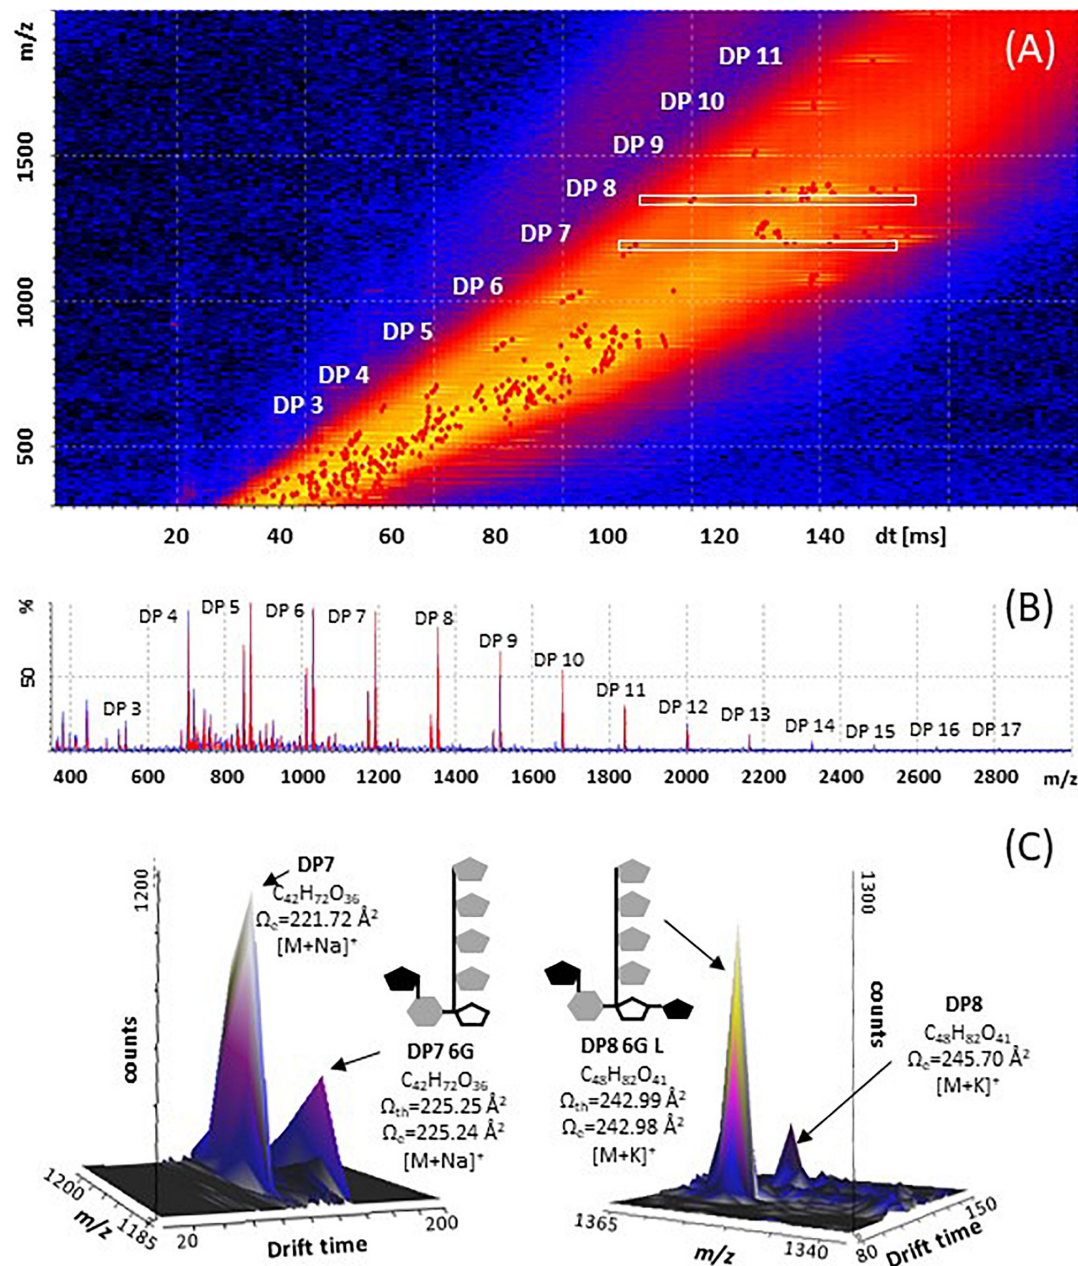 (A)
m/z
1500
1000
500
DP 11
DP 10
DP 9
DP 8
DP 7
DP 6
DP 5
DP 4
DP 3
20 40 60 80 100 120 140 dt [ms]
(B)
%
50
DP 3 DP 4 DP 5 DP 6 DP 7 DP 8 DP 9 DP 10 DP 11 DP 12 DP 13 DP 14 DP 15 DP 16 DP 17
400 600 800 1000 1200 1400 1600 1800 2000 2200 2400 2600 2800 m/z
(C)
1200
counts
DP7
C₄₂H₇₂O₃₆
Ωₑ=221.72 Å²
[M+Na]⁺
DP7 6G
C₄₂H₇₂O₃₆
Ωₜₕ=225.25 Å²
Ωₑ=225.24 Å²
[M+Na]⁺
1200
m/z
1185
20
Drift time
200
DP8 6G L
C₄₈H₈₂O₄₁
Ωₜₕ=242.99 Å²
Ωₑ=242.98 Å²
[M+K]⁺
1300
counts
DP8
C₄₈H₈₂O₄₁
Ωₑ=245.70 Å²
[M+K]⁺
1365
m/z
1340
80
Drift time
150